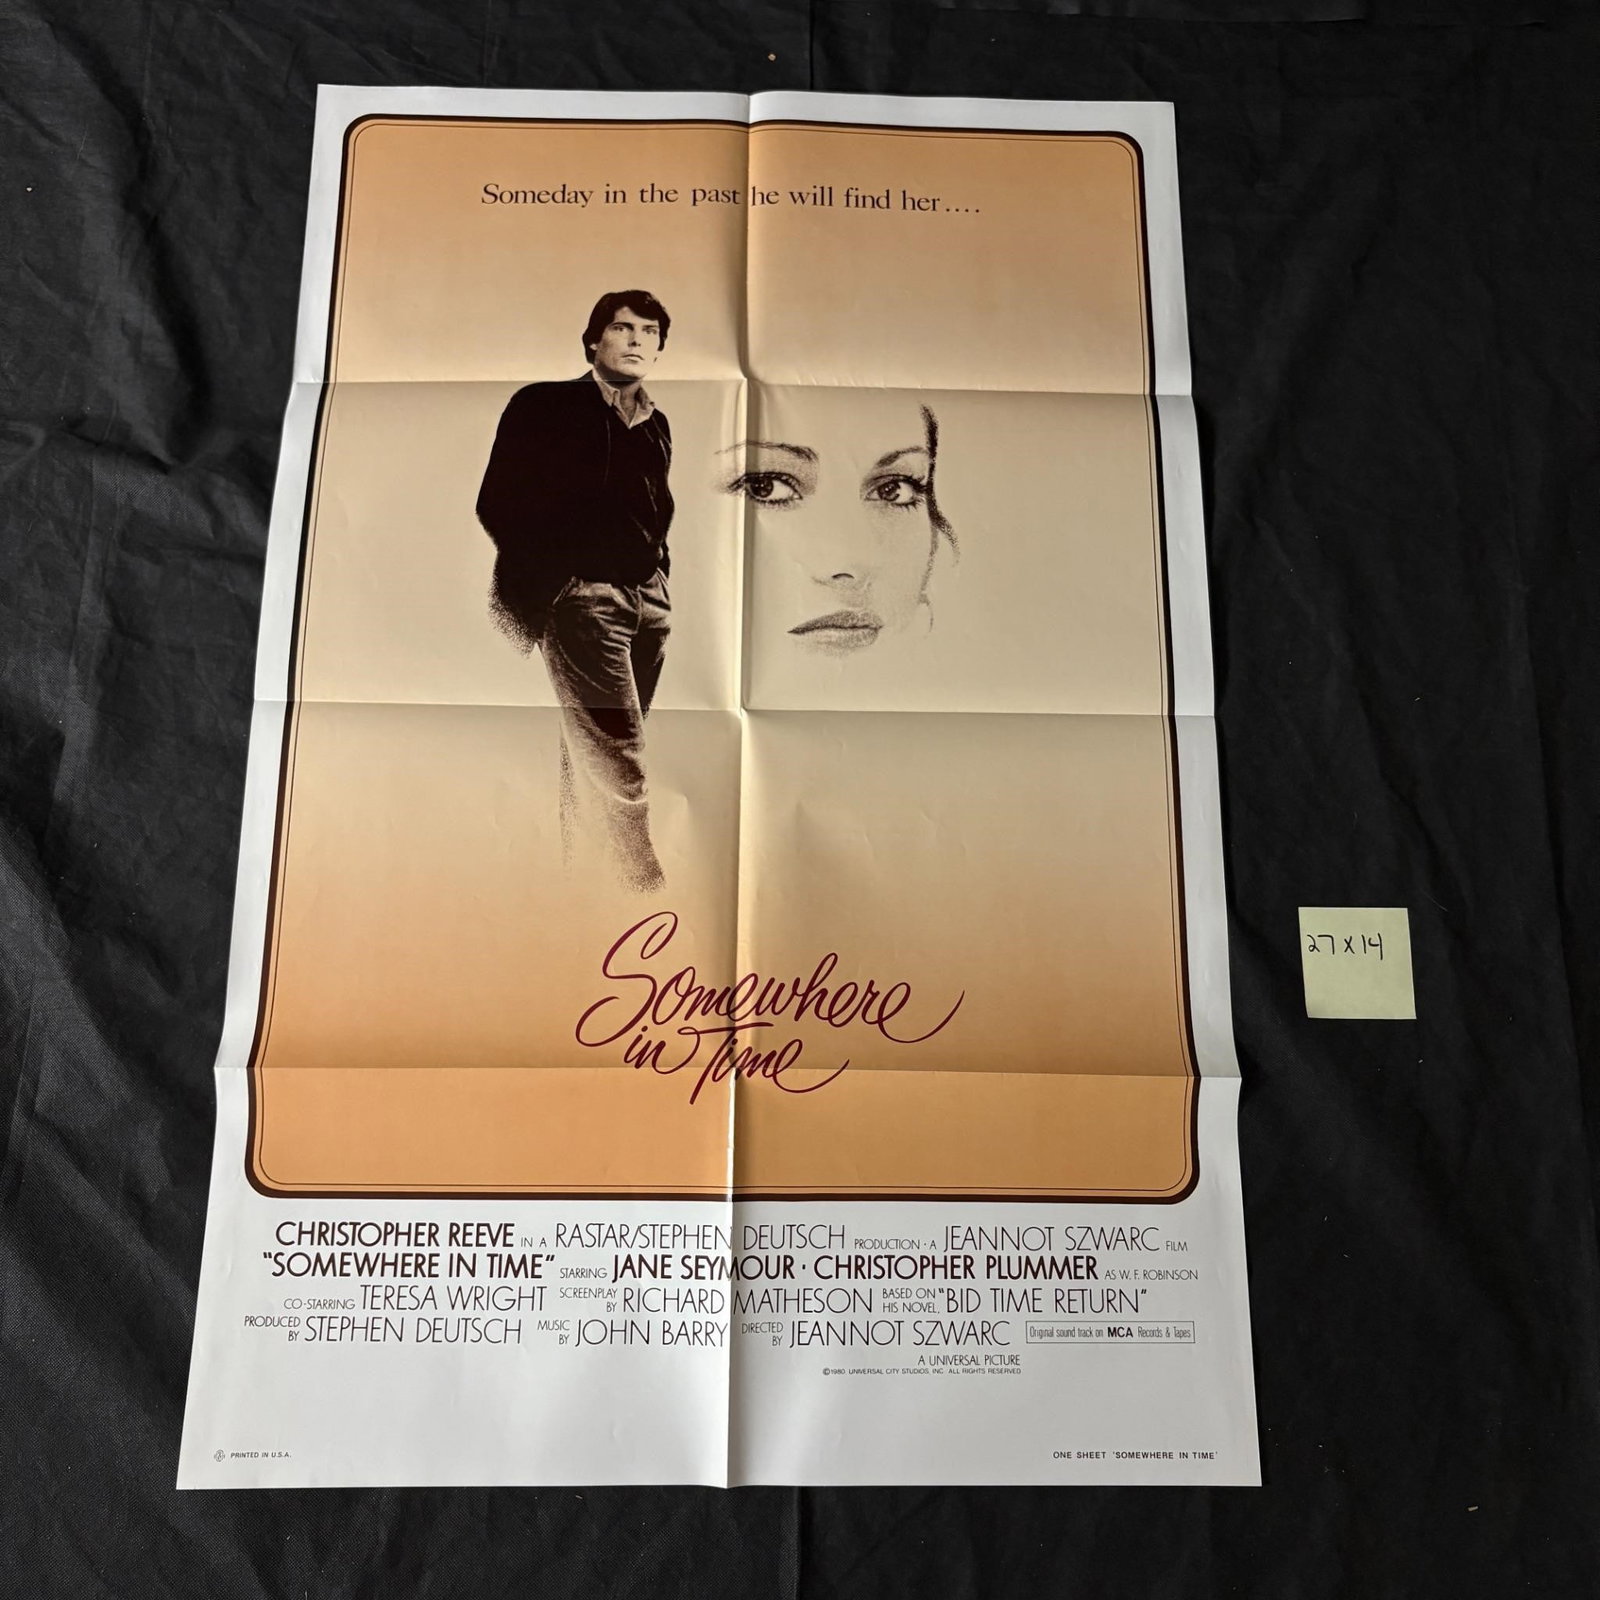 Someday in the past he will find her....
Somewhere
in Time
27 x 14
CHRISTOPHER REEVE IN A RASTAR/STEPHEN DEUTSCH PRODUCTION · A JEANNOT SZWARC FILM
"SOMEWHERE IN TIME" STARRING JANE SEYMOUR · CHRISTOPHER PLUMMER AS W. F. ROBINSON
CO-STARRING TERESA WRIGHT SCREENPLAY BY RICHARD MATHESON BASED ON HIS NOVEL, "BID TIME RETURN"
PRODUCED BY STEPHEN DEUTSCH MUSIC BY JOHN BARRY DIRECTED BY JEANNOT SZWARC Original sound track on MCA Records & Tapes
A UNIVERSAL PICTURE
©1980 UNIVERSAL CITY STUDIOS, INC. ALL RIGHTS RESERVED
PRINTED IN U.S.A.
ONE SHEET 'SOMEWHERE IN TIME'